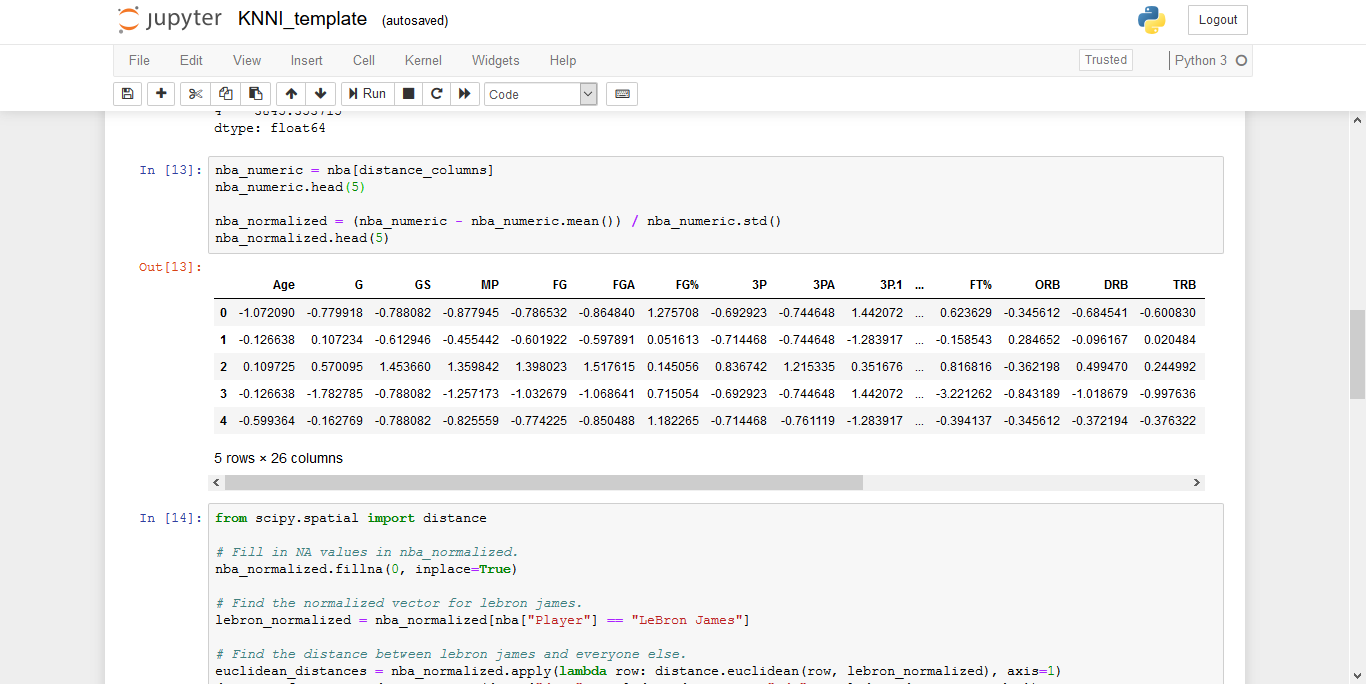 jupyter KNNI_template (autosaved)
Logout
File Edit View Insert Cell Kernel Widgets Help
Trusted Python 3
Run Code
dtype: float64
In [13]: nba_numeric = nba[distance_columns]
nba_numeric.head(5)
nba_normalized = (nba_numeric - nba_numeric.mean()) / nba_numeric.std()
nba_normalized.head(5)
Out[13]:
Age G GS MP FG FGA FG% 3P 3PA 3P.1 ... FT% ORB DRB TRB
0 -1.072090 -0.779918 -0.788082 -0.877945 -0.786532 -0.864840 1.275708 -0.692923 -0.744648 1.442072 ... 0.623629 -0.345612 -0.684541 -0.600830
1 -0.126638 0.107234 -0.612946 -0.455442 -0.601922 -0.597891 0.051613 -0.714468 -0.744648 -1.283917 ... -0.158543 0.284652 -0.096167 0.020484
2 0.109725 0.570095 1.453660 1.359842 1.398023 1.517615 0.145056 0.836742 1.215335 0.351676 ... 0.816816 -0.362198 0.499470 0.244992
3 -0.126638 -1.782785 -0.788082 -1.257173 -1.032679 -1.068641 0.715054 -0.692923 -0.744648 1.442072 ... -3.221262 -0.843189 -1.018679 -0.997636
4 -0.599364 -0.162769 -0.788082 -0.825559 -0.774225 -0.850488 1.182265 -0.714468 -0.761119 -1.283917 ... -0.394137 -0.345612 -0.372194 -0.376322
5 rows × 26 columns
In [14]: from scipy.spatial import distance
# Fill in NA values in nba_normalized.
nba_normalized.fillna(0, inplace=True)
# Find the normalized vector for lebron james.
lebron_normalized = nba_normalized[nba["Player"] == "LeBron James"]
# Find the distance between lebron james and everyone else.
euclidean_distances = nba_normalized.apply(lambda row: distance.euclidean(row, lebron_normalized), axis=1)